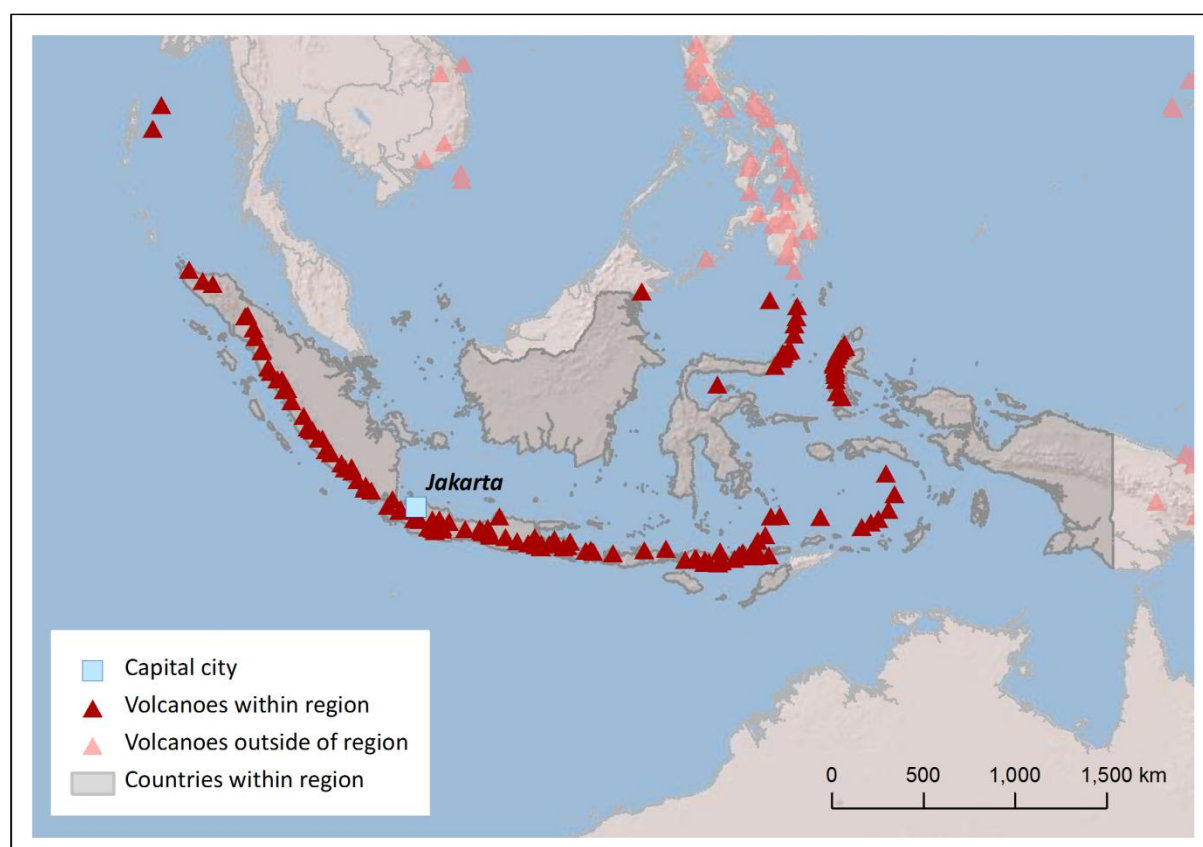 Jakarta
Capital city
Volcanoes within region
Volcanoes outside of region
Countries within region
0 500 1,000 1,500 km